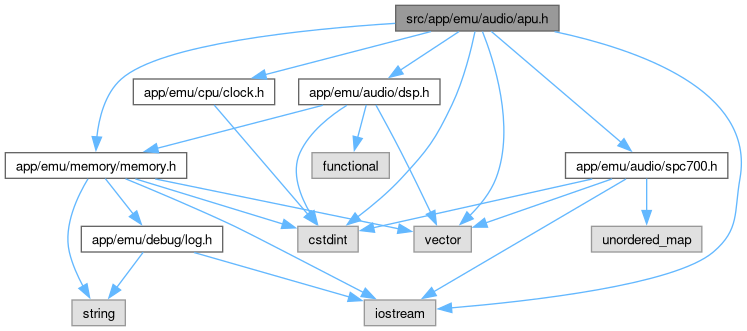 src/app/emu/audio/apu.h
app/emu/cpu/clock.h
app/emu/audio/dsp.h
app/emu/memory/memory.h
functional
app/emu/audio/spc700.h
app/emu/debug/log.h
cstdint
vector
unordered_map
string
iostream